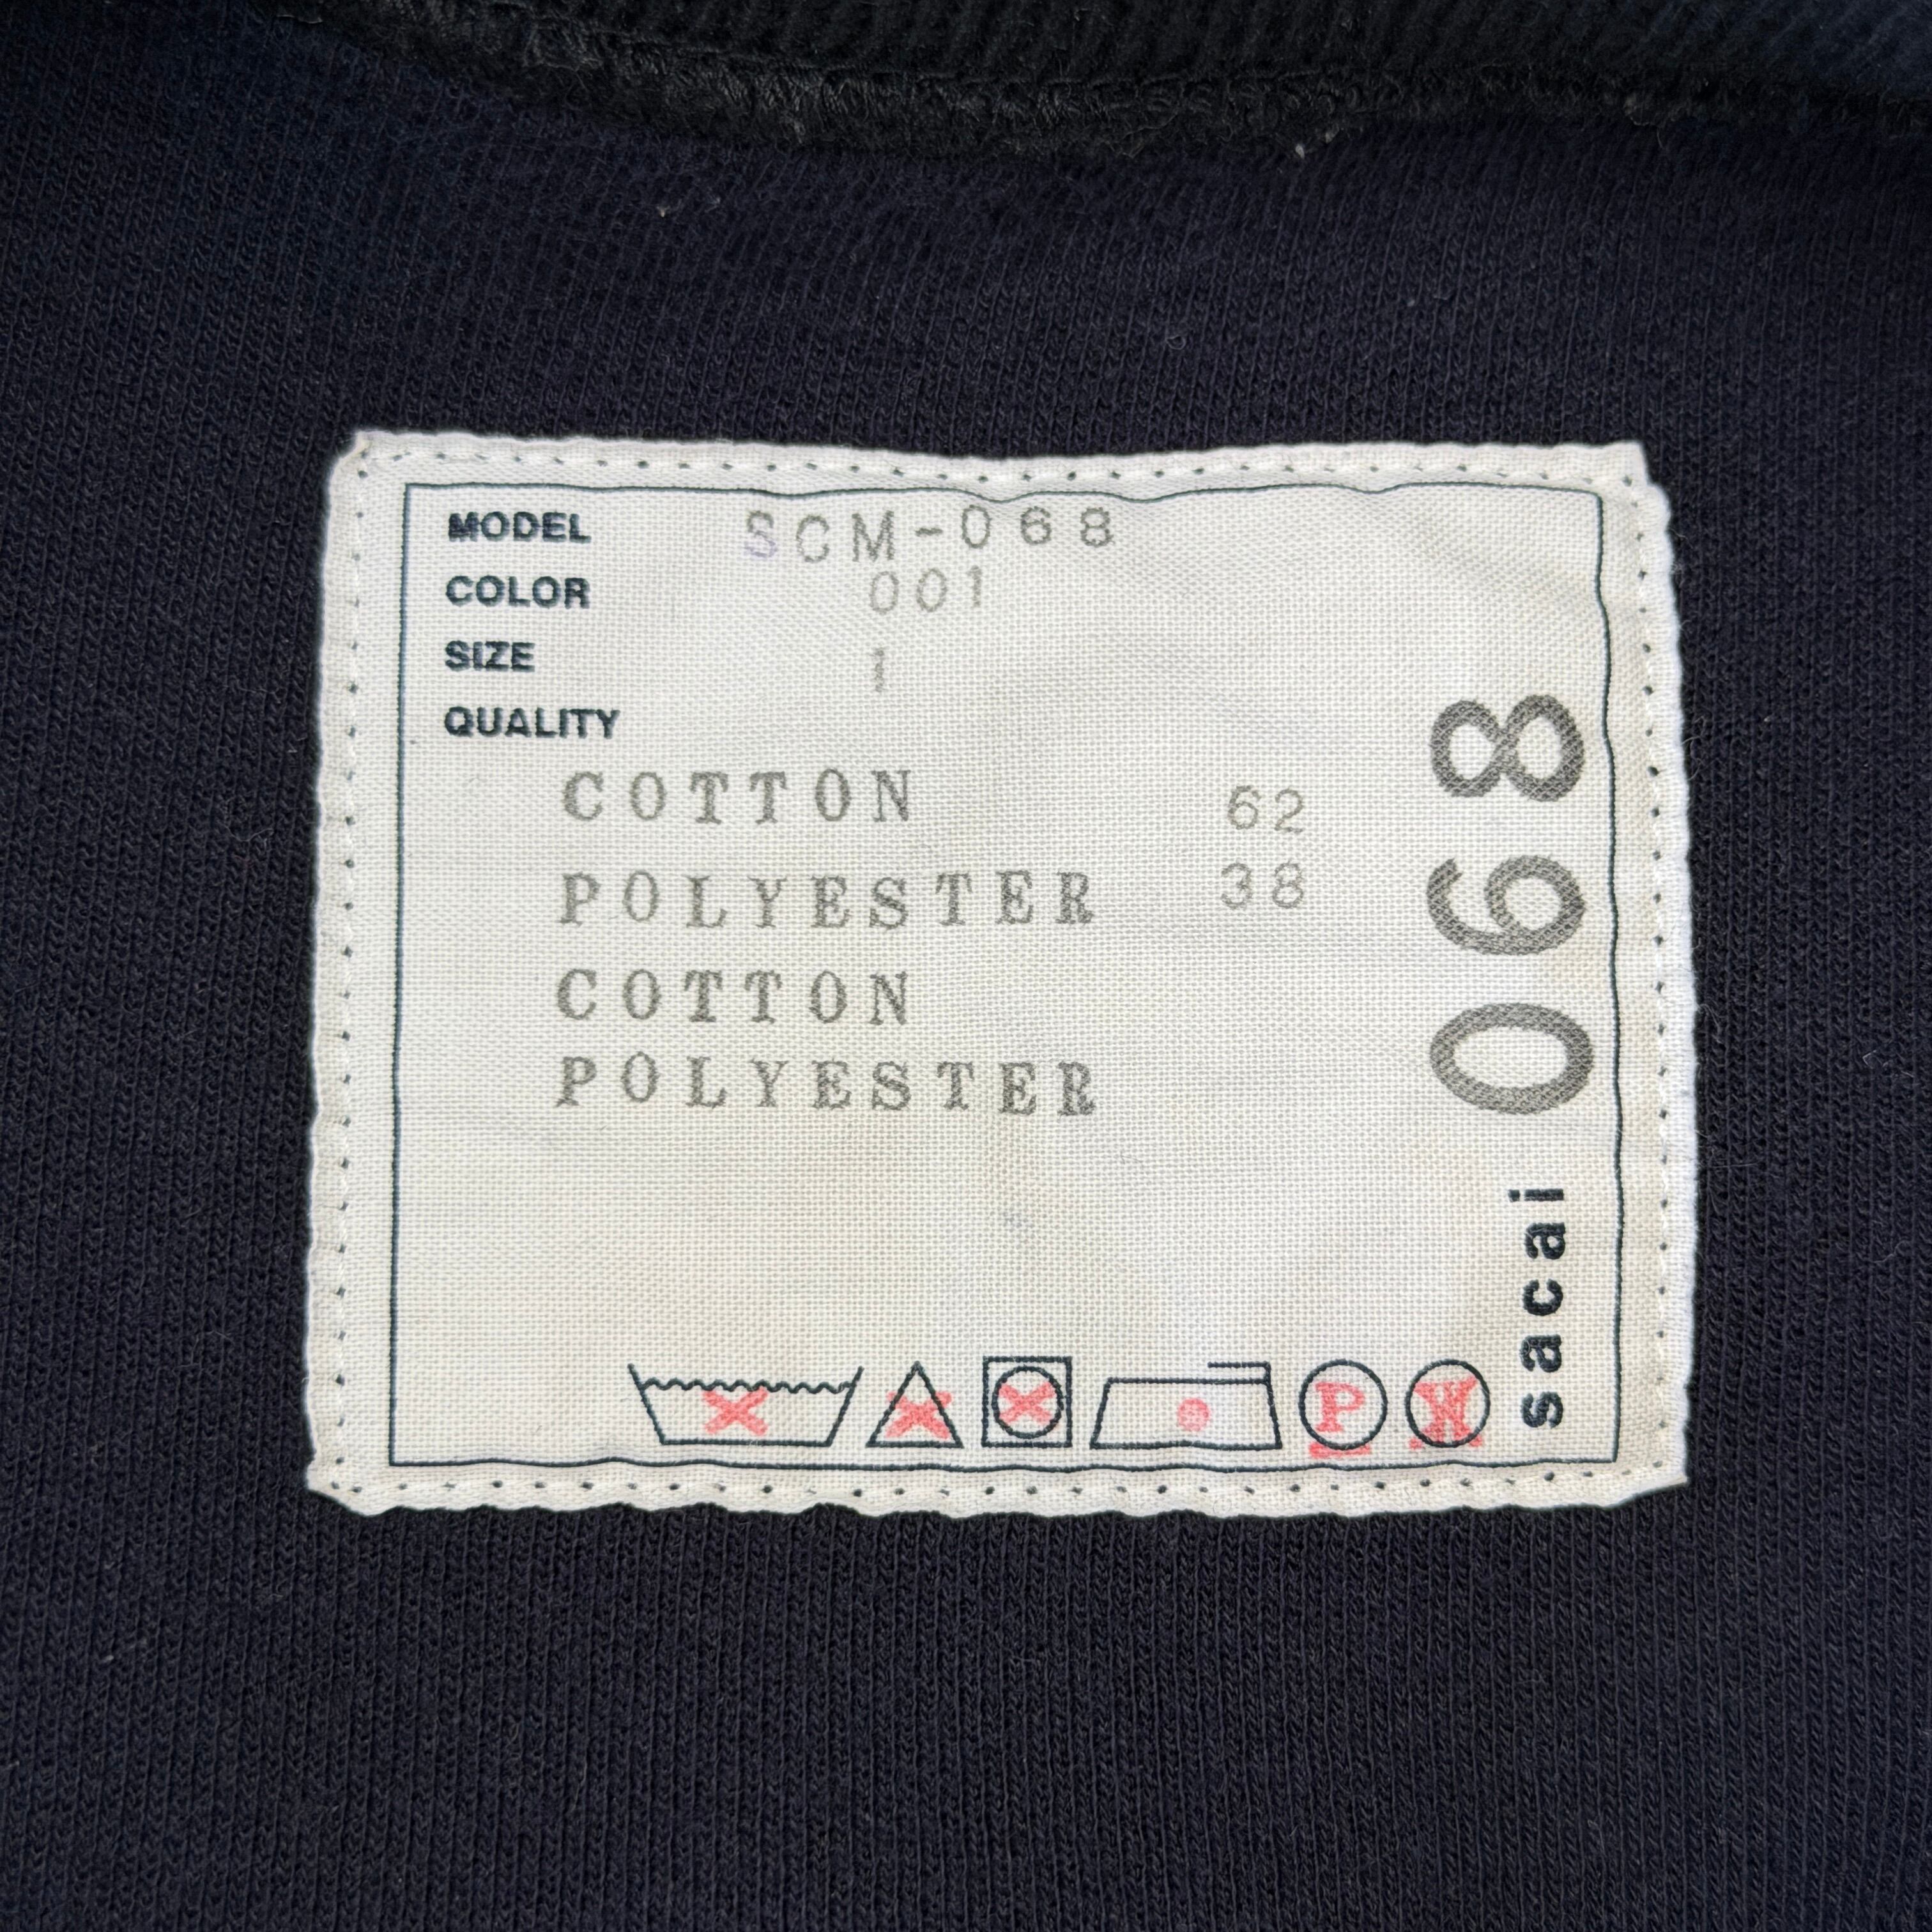 MODEL SCM-068
COLOR 001
SIZE 1
QUALITY
COTTON 62
POLYESTER 38
COTTON
POLYESTER
P W
sacai 068